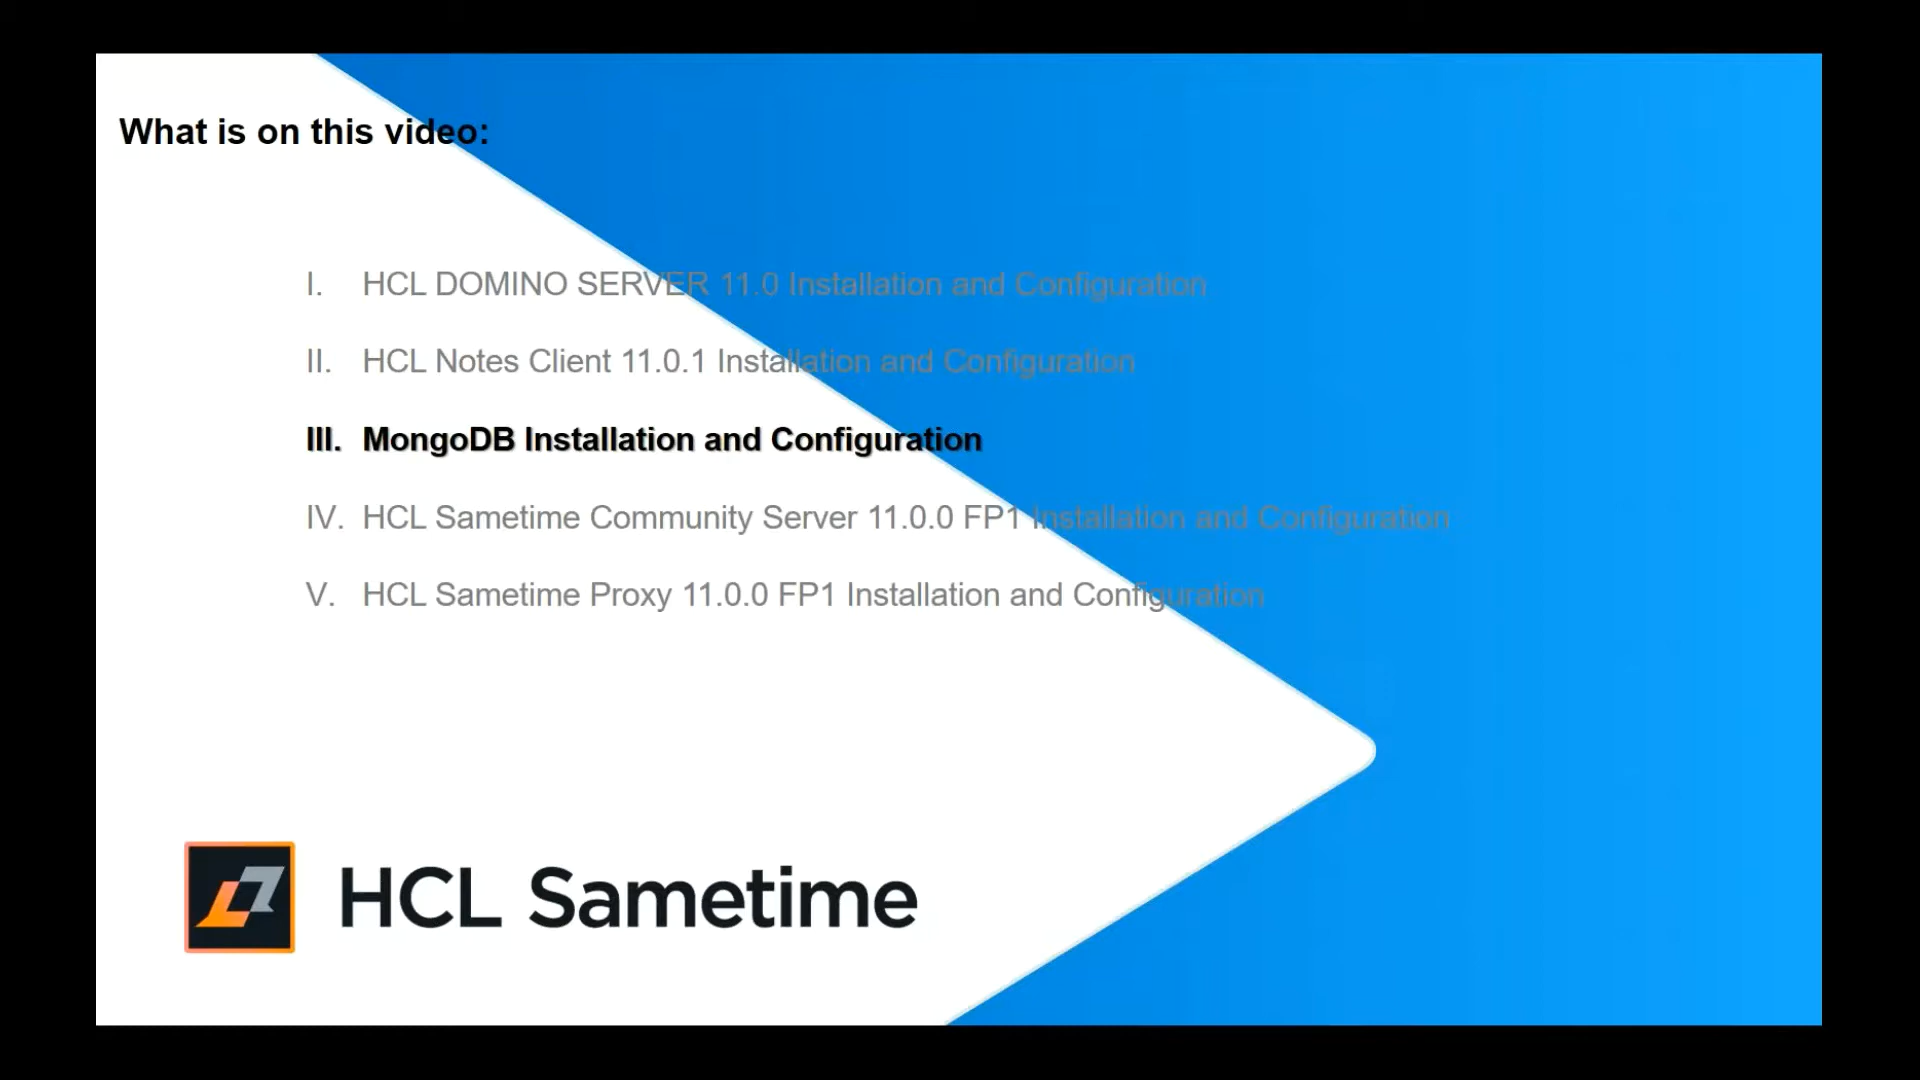 What is on this video:
I. HCL DOMINO SERVER 11.0 Installation and Configuration
II. HCL Notes Client 11.0.1 Installation and Configuration
III. MongoDB Installation and Configuration
IV. HCL Sametime Community Server 11.0.0 FP1 Installation and Configuration
V. HCL Sametime Proxy 11.0.0 FP1 Installation and Configuration
HCL Sametime